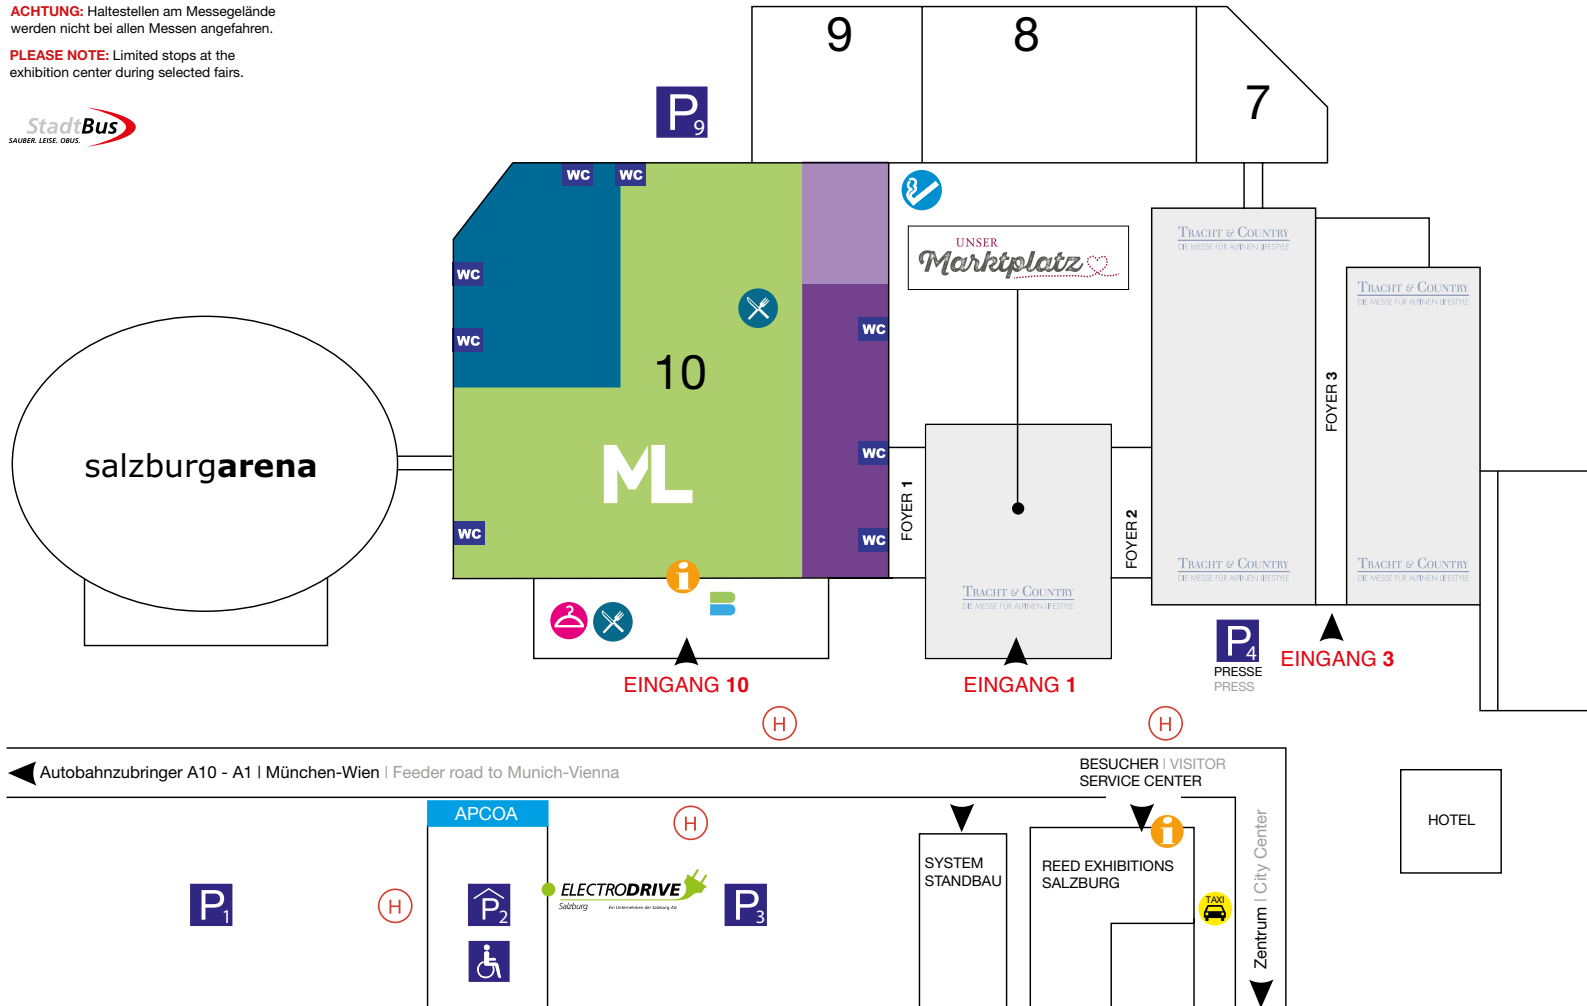 ACHTUNG: Haltestellen am Messegelände
werden nicht bei allen Messen angefahren.
PLEASE NOTE: Limited stops at the
exhibition center during selected fairs.
StadtBus
SAUBER. LEISE. OBUS.
9
8
7
P9
WC
WC
UNSER
Marktplatz
TRACHT & COUNTRY
DIE MESSE FÜR ALPINEN LIFESTYLE
TRACHT & COUNTRY
DIE MESSE FÜR ALPINEN LIFESTYLE
WC
WC
WC
10
FOYER 3
salzburgarena
ML
WC
WC
WC
FOYER 1
FOYER 2
TRACHT & COUNTRY
DIE MESSE FÜR ALPINEN LIFESTYLE
TRACHT & COUNTRY
DIE MESSE FÜR ALPINEN LIFESTYLE
TRACHT & COUNTRY
DIE MESSE FÜR ALPINEN LIFESTYLE
i
P4
PRESSE
PRESS
EINGANG 10
EINGANG 1
EINGANG 3
H
H
Autobahnzubringer A10 - A1 | München-Wien | Feeder road to Munich-Vienna
BESUCHER | VISITOR
SERVICE CENTER
APCOA
H
i
HOTEL
SYSTEM
STANDBAU
REED EXHIBITIONS
SALZBURG
Zentrum | City Center
P1
H
P2
ELECTRODRIVE
Salzburg
Ein Unternehmen der Salzburg AG
P3
TAXI